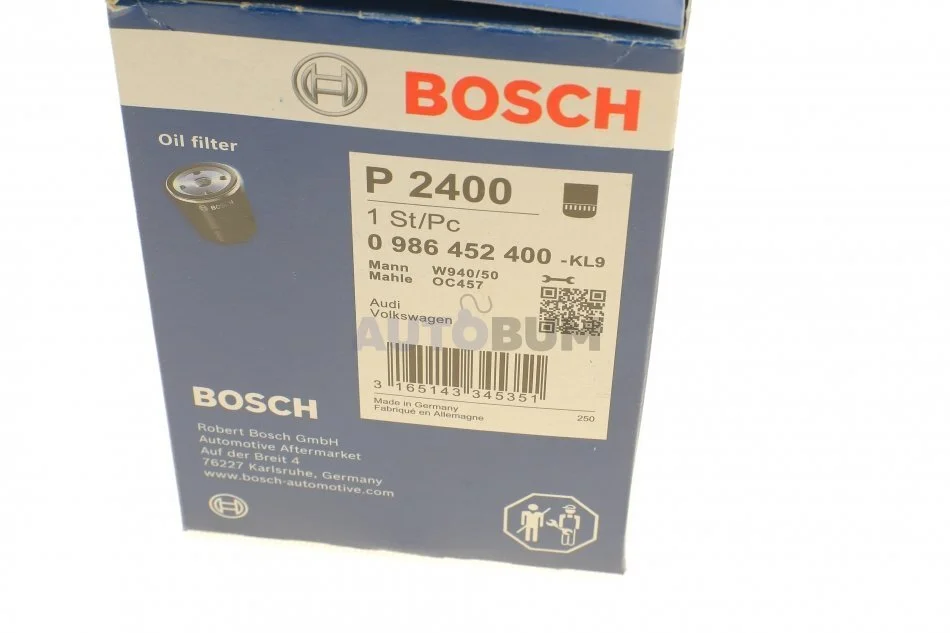 BOSCH
Oil filter
BOSCH
P 2400
1 St/Pc
0 986 452 400 -KL9
Mann W940/50
Mahle OC457
Audi
Volkswagen
AUTOBUM
3 165143 345351
Made in Germany
Fabriqué en Allemagne
250
BOSCH
Robert Bosch GmbH
Automotive Aftermarket
Auf der Breit 4
76227 Karlsruhe, Germany
www.bosch-automotive.com